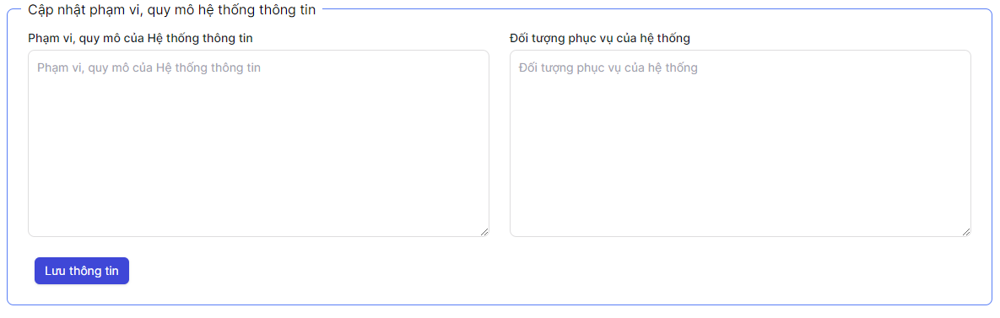 Cập nhật phạm vi, quy mô hệ thống thông tin
Phạm vi, quy mô của Hệ thống thông tin
Đối tượng phục vụ của hệ thống
Phạm vi, quy mô của Hệ thống thông tin
Đối tượng phục vụ của hệ thống
Lưu thông tin